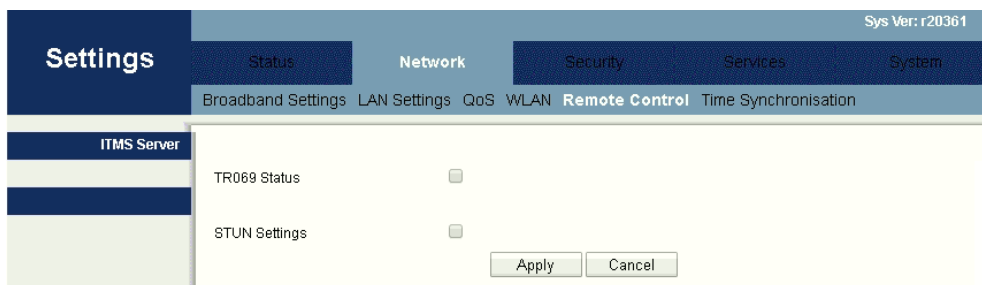 Sys Ver: r20361
Settings
Status Network Security Services System
Broadband Settings LAN Settings QoS WLAN Remote Control Time Synchronisation
ITMS Server
TR069 Status
STUN Settings
Apply Cancel